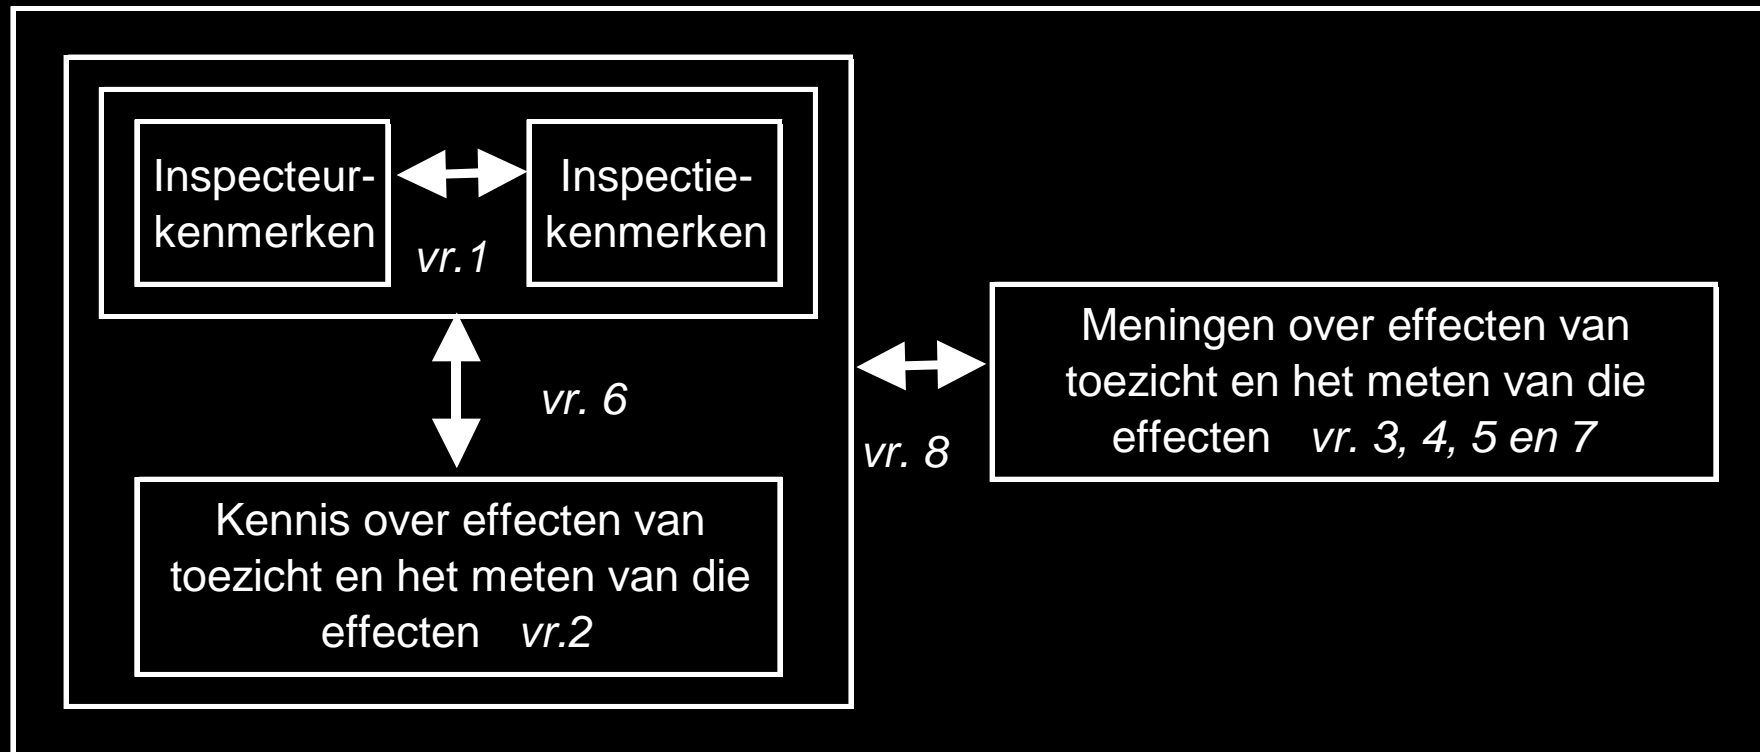 Inspecteur-
kenmerken
vr.1
Inspectie-
kenmerken
vr. 6
Kennis over effecten van
toezicht en het meten van die
effecten vr.2
vr. 8
Meningen over effecten van
toezicht en het meten van die
effecten vr. 3, 4, 5 en 7